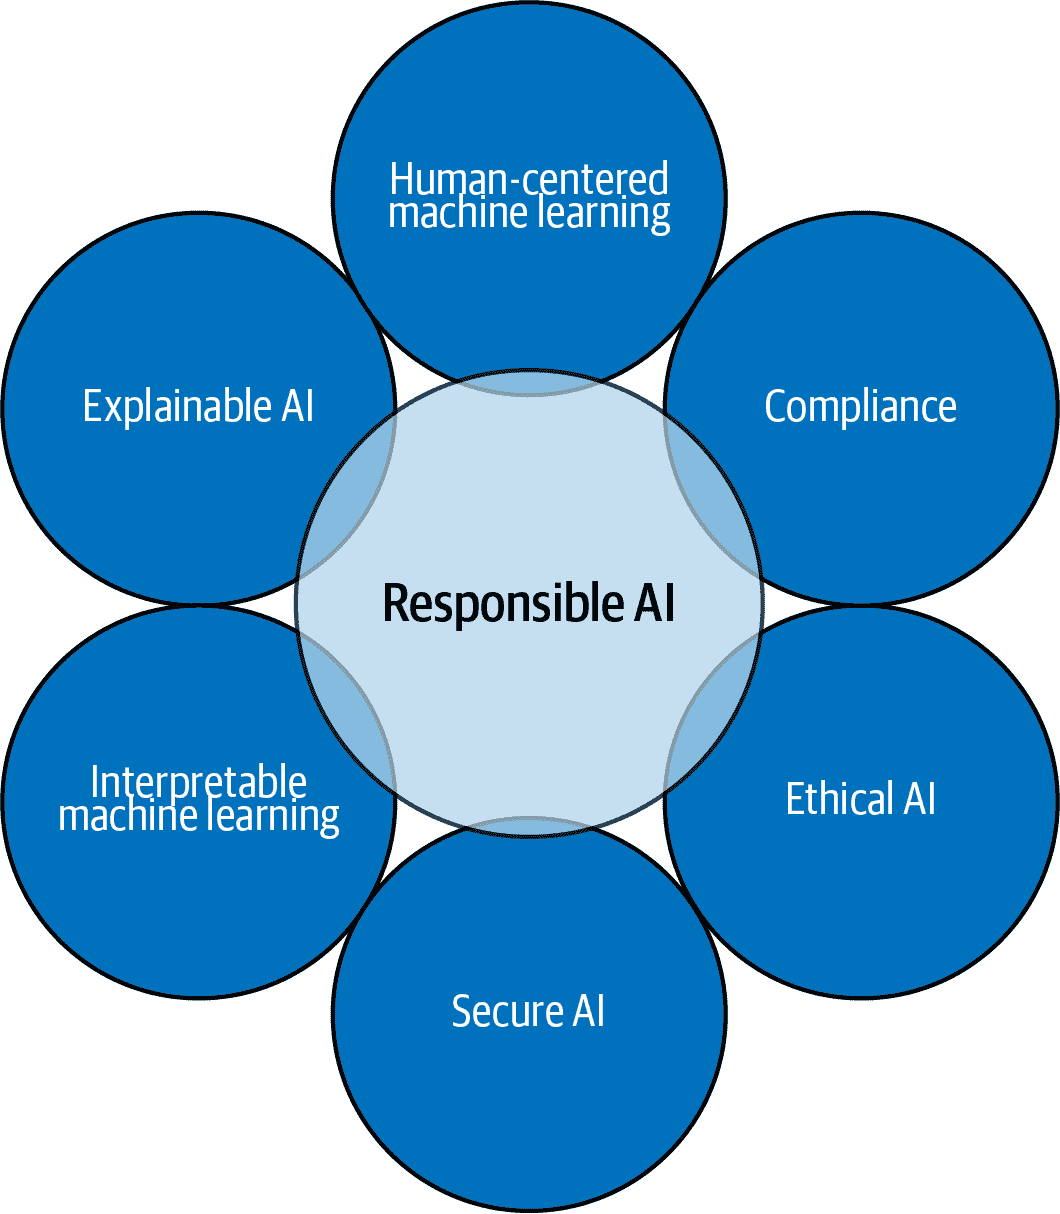 Human-centered
machine learning
Explainable AI
Compliance
Responsible AI
Interpretable
machine learning
Ethical AI
Secure AI